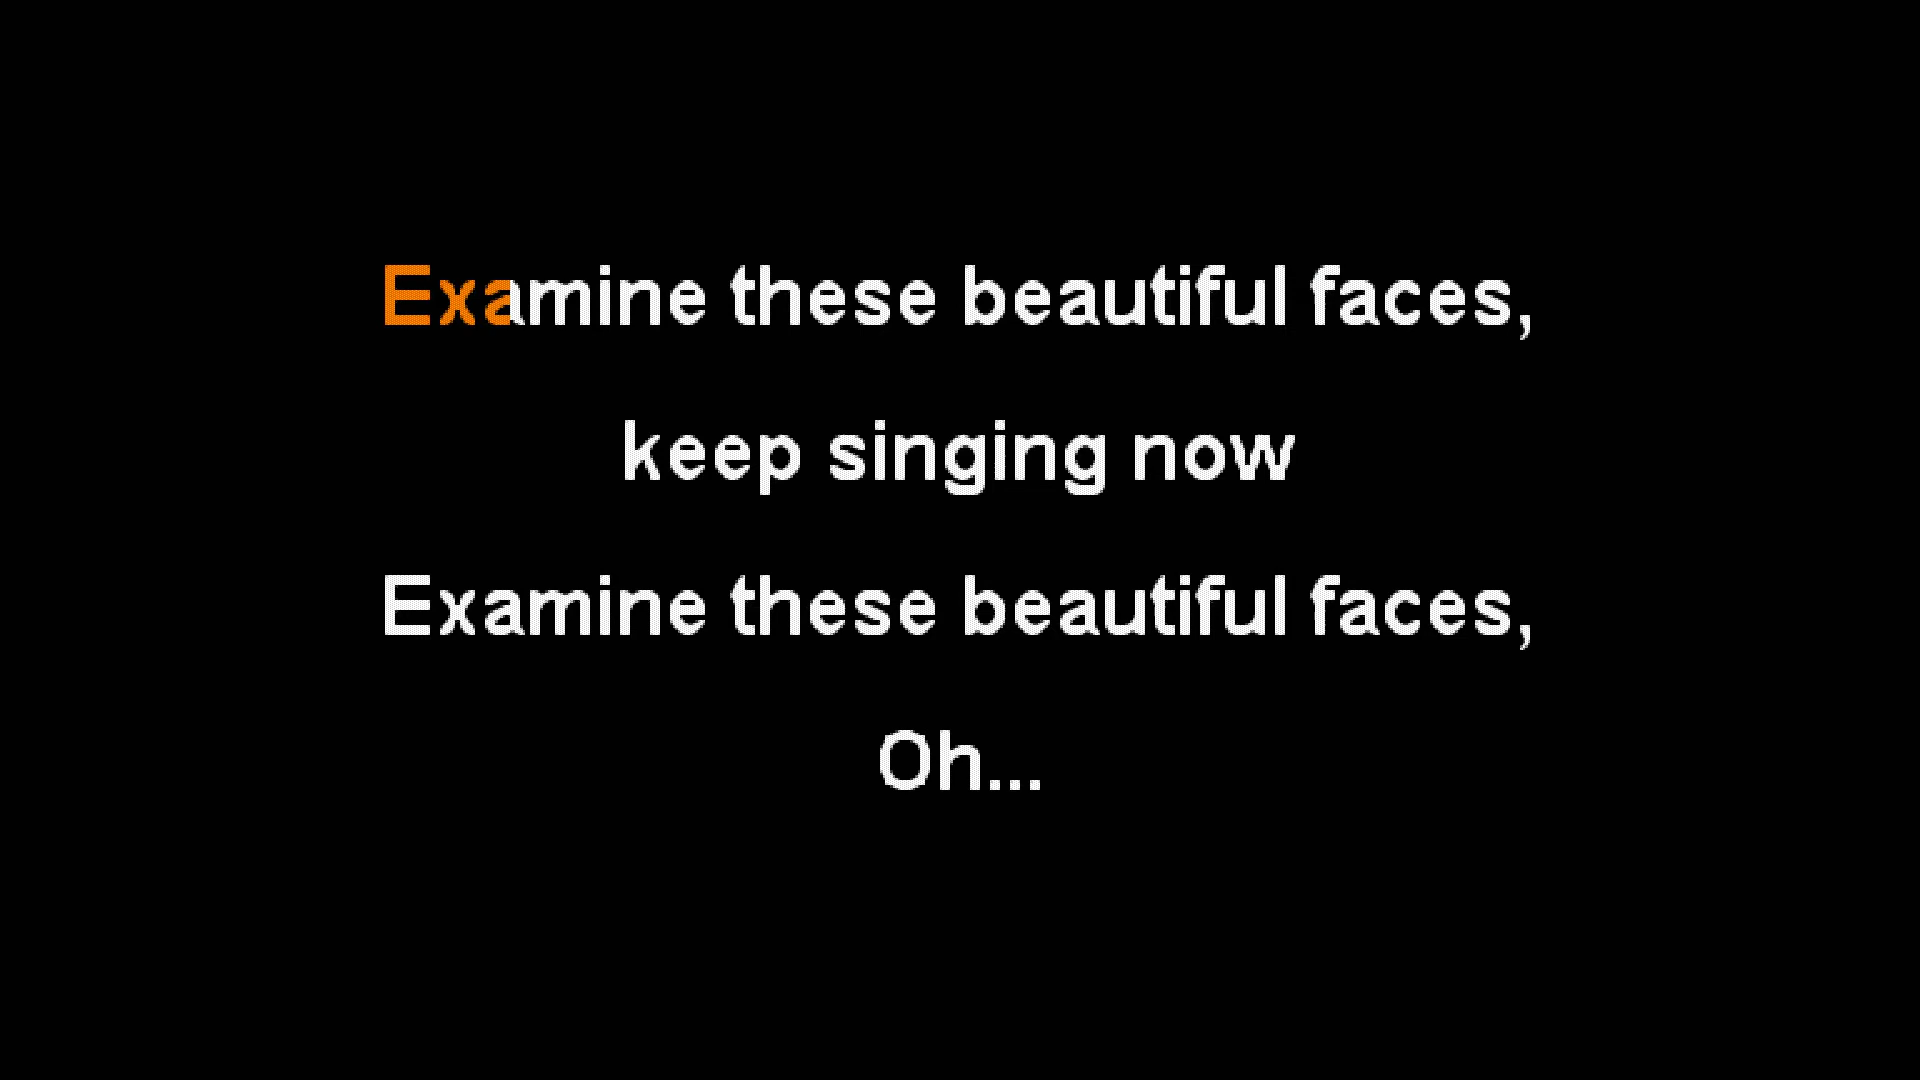 Examine these beautiful faces,
keep singing now
Examine these beautiful faces,
Oh...